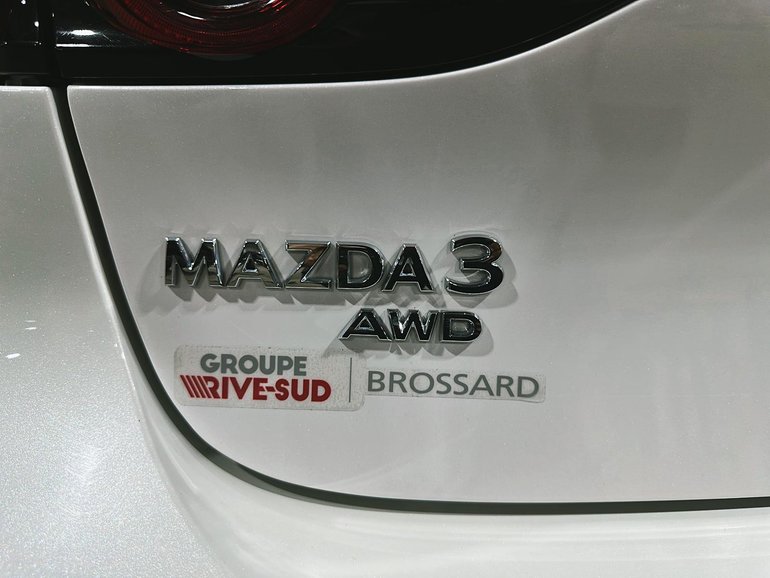 MAZDA 3
AWD
GROUPE
RIVE-SUD
BROSSARD